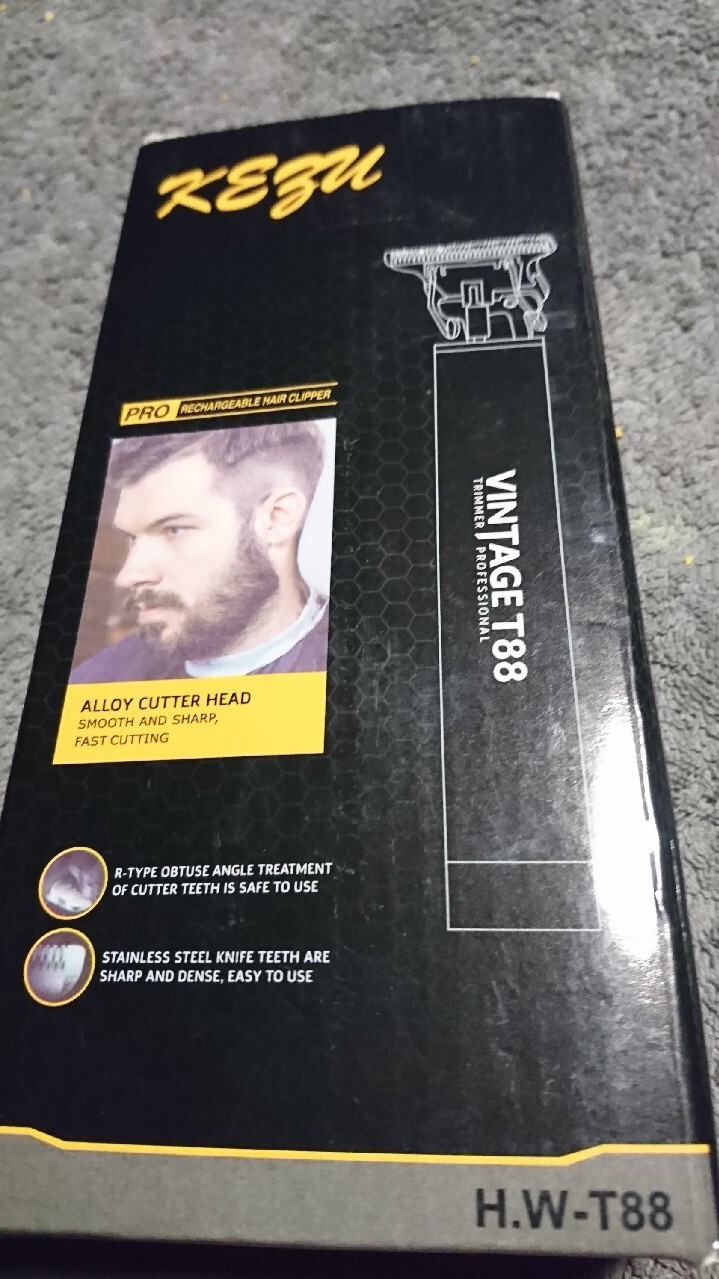 KEZU
PRO RECHARGEABLE HAIR CLIPPER
VINTAGE T88
TRIMMER PROFESSIONAL
ALLOY CUTTER HEAD
SMOOTH AND SHARP,
FAST CUTTING
R-TYPE OBTUSE ANGLE TREATMENT
OF CUTTER TEETH IS SAFE TO USE
STAINLESS STEEL KNIFE TEETH ARE
SHARP AND DENSE, EASY TO USE
H.W-T88